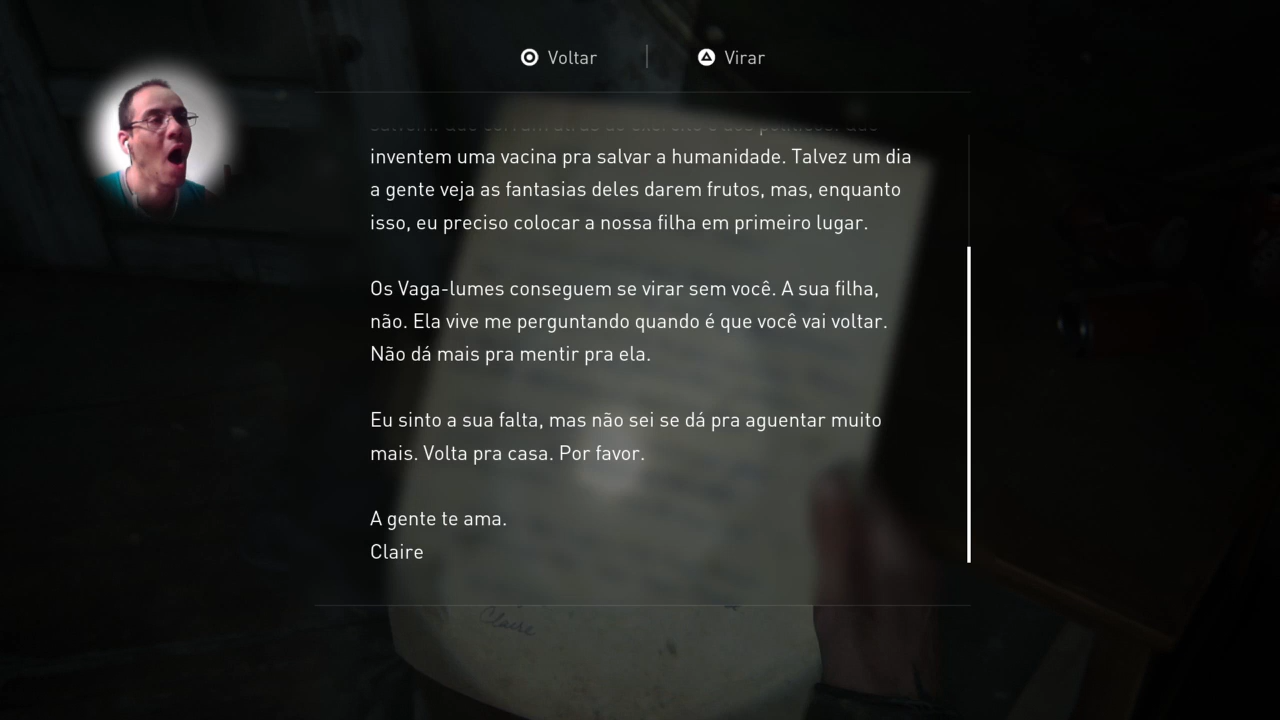 Voltar
Virar
inventem uma vacina pra salvar a humanidade. Talvez um dia
a gente veja as fantasias deles darem frutos, mas, enquanto
isso, eu preciso colocar a nossa filha em primeiro lugar.
Os Vaga-lumes conseguem se virar sem você. A sua filha,
não. Ela vive me perguntando quando é que você vai voltar.
Não dá mais pra mentir pra ela.
Eu sinto a sua falta, mas não sei se dá pra aguentar muito
mais. Volta pra casa. Por favor.
A gente te ama.
Claire
Claire